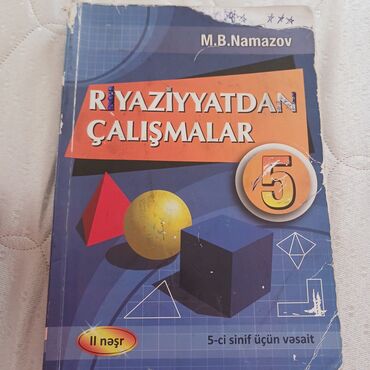 M.B.Namazov
RİYAZİYYATDAN
ÇALIŞMALAR
5
II nəşr
5-ci sinif üçün vəsait